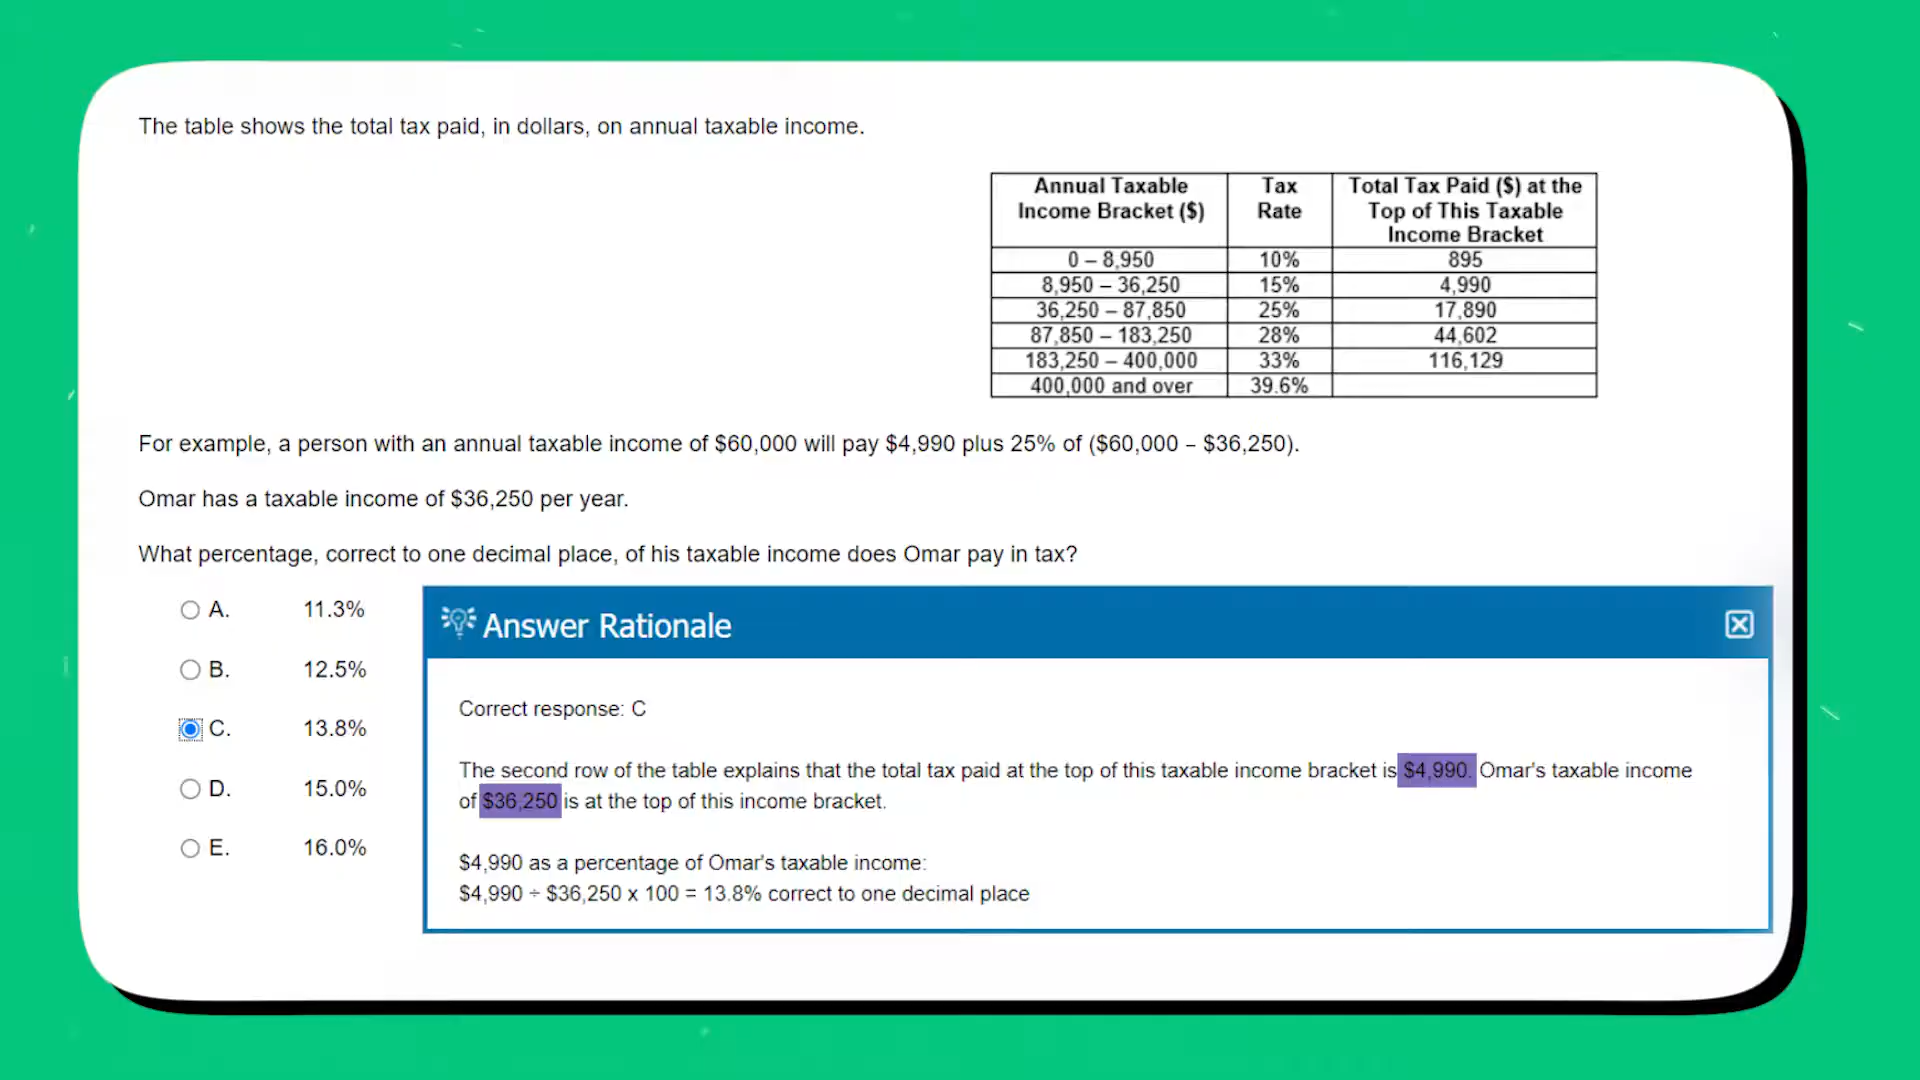 The table shows the total tax paid, in dollars, on annual taxable income.
Annual Taxable Income Bracket ($) Tax Rate Total Tax Paid ($) at the Top of This Taxable Income Bracket
0 – 8,950 10% 895
8,950 – 36,250 15% 4,990
36,250 – 87,850 25% 17,890
87,850 – 183,250 28% 44,602
183,250 – 400,000 33% 116,129
400,000 and over 39.6%
For example, a person with an annual taxable income of $60,000 will pay $4,990 plus 25% of ($60,000 – $36,250).
Omar has a taxable income of $36,250 per year.
What percentage, correct to one decimal place, of his taxable income does Omar pay in tax?
A. 11.3%
B. 12.5%
C. 13.8%
D. 15.0%
E. 16.0%
Answer Rationale
Correct response: C
The second row of the table explains that the total tax paid at the top of this taxable income bracket is $4,990. Omar's taxable income
of $36,250 is at the top of this income bracket.
$4,990 as a percentage of Omar's taxable income:
$4,990 ÷ $36,250 x 100 = 13.8% correct to one decimal place